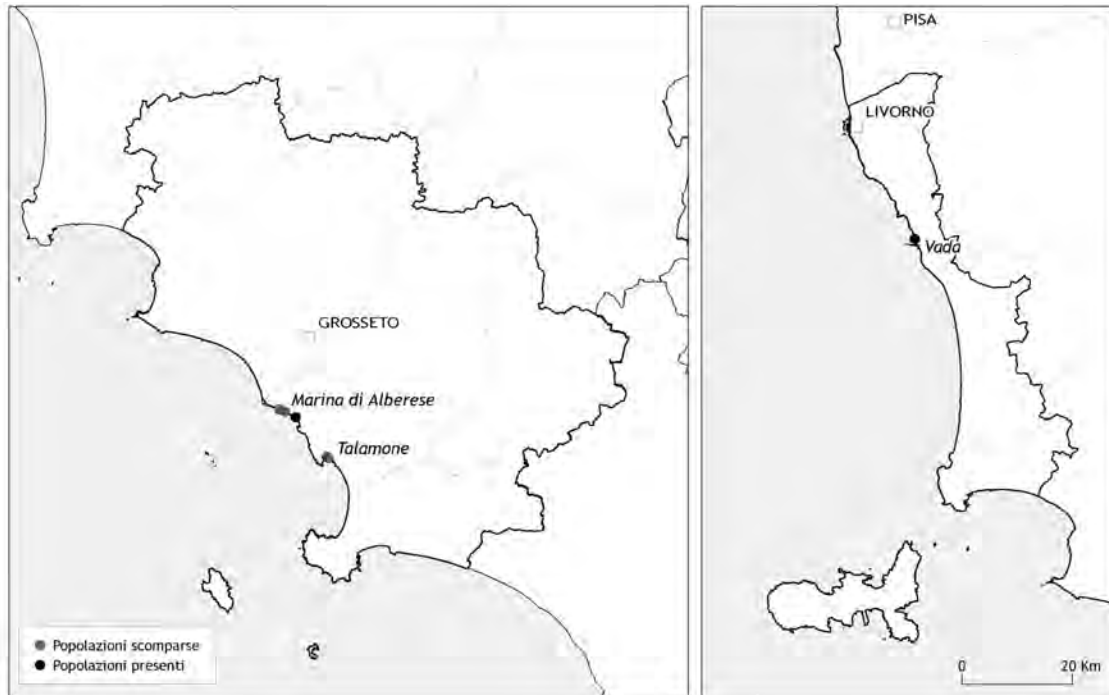 GROSSETO
Marina di Alberese
Talamone
Popolazioni scomparse
Popolazioni presenti
PISA
LIVORNO
Vada
0 20 Km